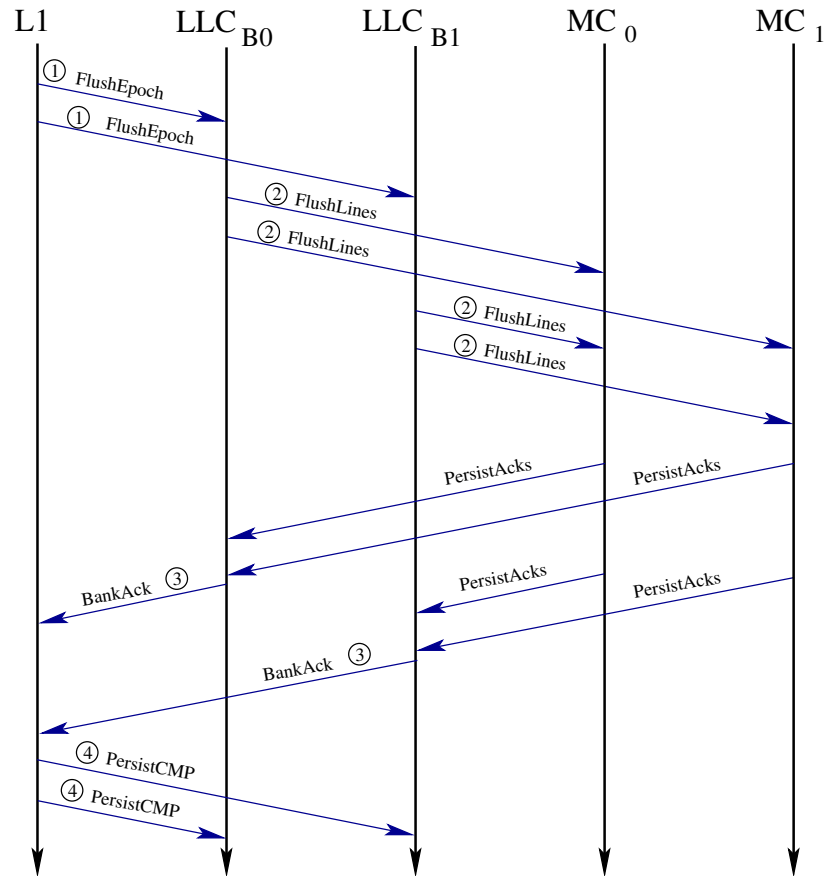 L1 LLC B0 LLC B1 MC 0 MC 1
① FlushEpoch
① FlushEpoch
② FlushLines
② FlushLines
② FlushLines
② FlushLines
PersistAcks PersistAcks
BankAck ③ PersistAcks PersistAcks
BankAck ③
④ PersistCMP
④ PersistCMP